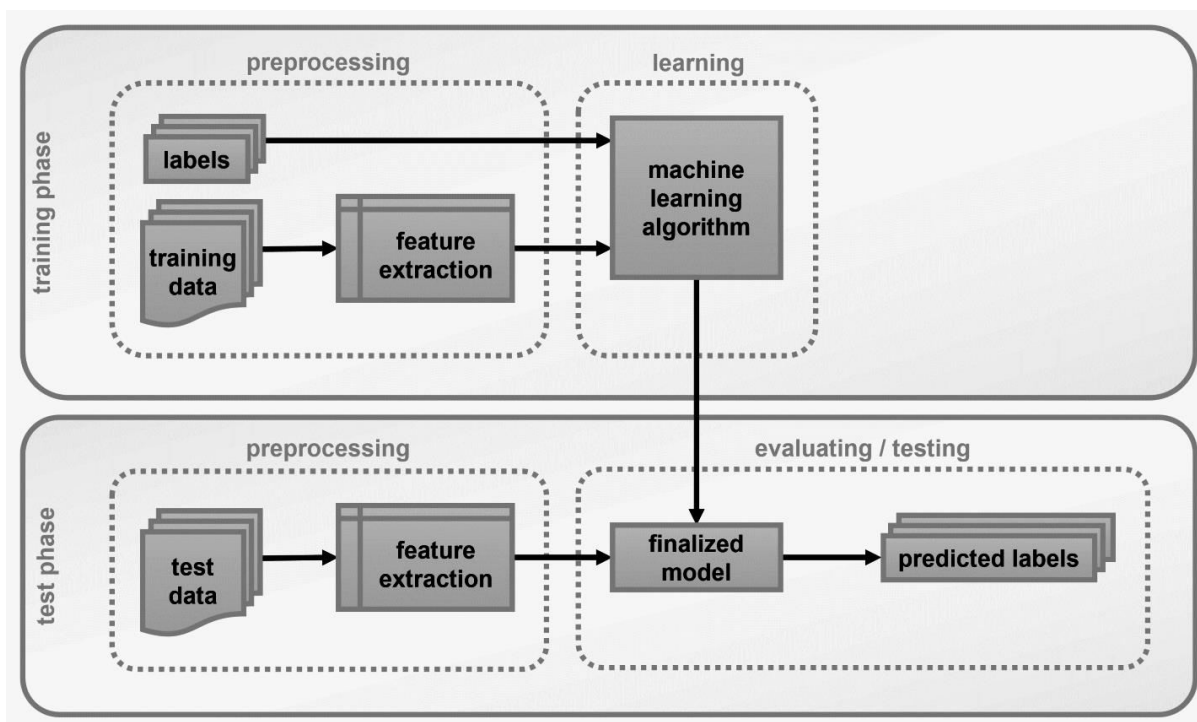 preprocessing
learning
training phase
labels
training
data
feature
extraction
machine
learning
algorithm
preprocessing
evaluating / testing
test phase
test
data
feature
extraction
finalized
model
predicted labels